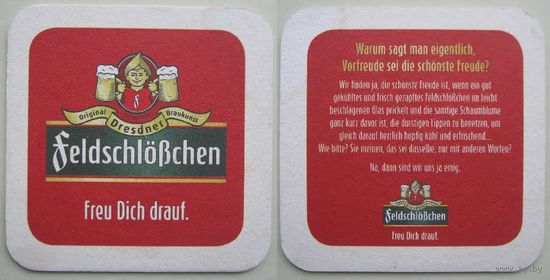 Original Braukunst
Dresdner
Feldschlößchen
Freu Dich drauf.
Warum sagt man eigentlich,
Vorfreude sei die schönste Freude?
Wir finden ja, die schönste Freude ist, wenn ein gut
gekühltes und frisch gezapftes Feldschlößchen im leicht
beschlagenen Glas prickelt und die samtige Schaumblume
ganz kurz davor ist, die durstigen Lippen zu benetzen, um
gleich darauf herrlich hopfig kühl und erfrischend...
Wie bitte? Sie meinen, das sei dasselbe, nur mit anderen Worten?
Na, dann sind wir uns ja einig.
Feldschlößchen
Freu Dich drauf.
www.ay.by